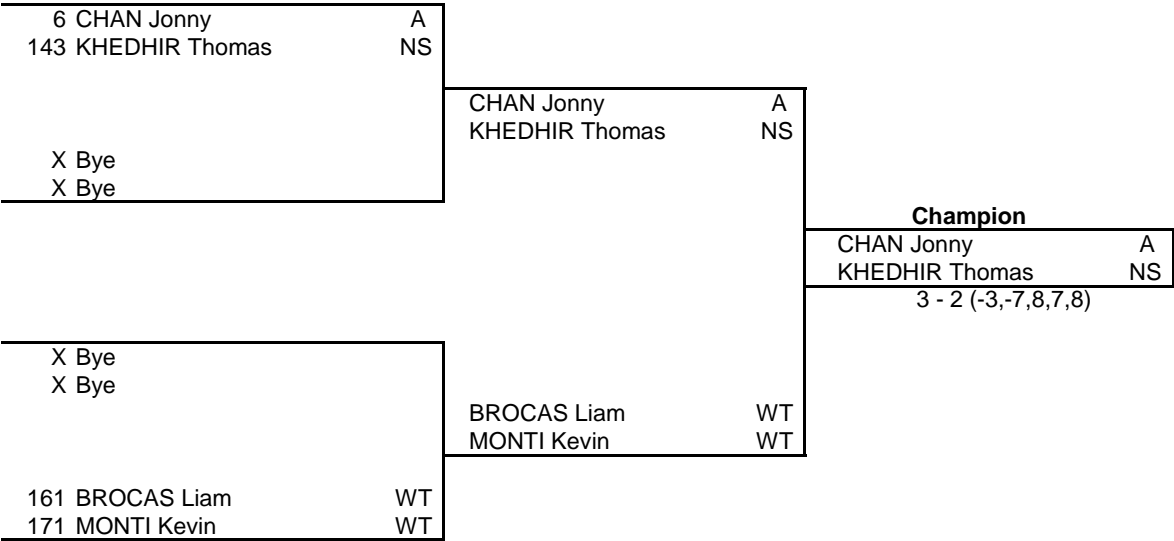 6 CHAN Jonny A
143 KHEDHIR Thomas NS
X Bye
X Bye
CHAN Jonny A
KHEDHIR Thomas NS
Champion
CHAN Jonny A
KHEDHIR Thomas NS
3 - 2 (-3,-7,8,7,8)
X Bye
X Bye
BROCAS Liam WT
MONTI Kevin WT
161 BROCAS Liam WT
171 MONTI Kevin WT